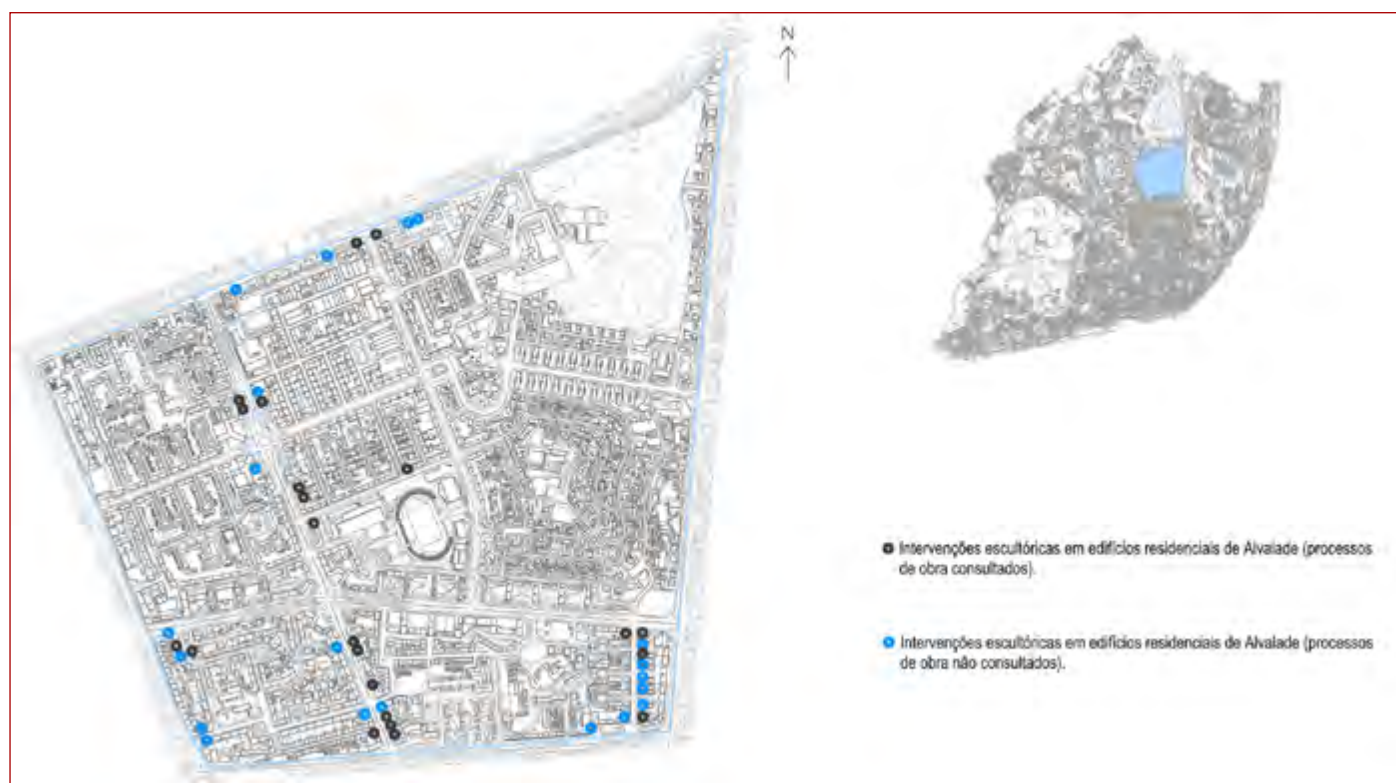 N
Intervenções escultóricas em edifícios residenciais de Alvalade (processos
de obra consultados).
Intervenções escultóricas em edifícios residenciais de Alvalade (processos
de obra não consultados).